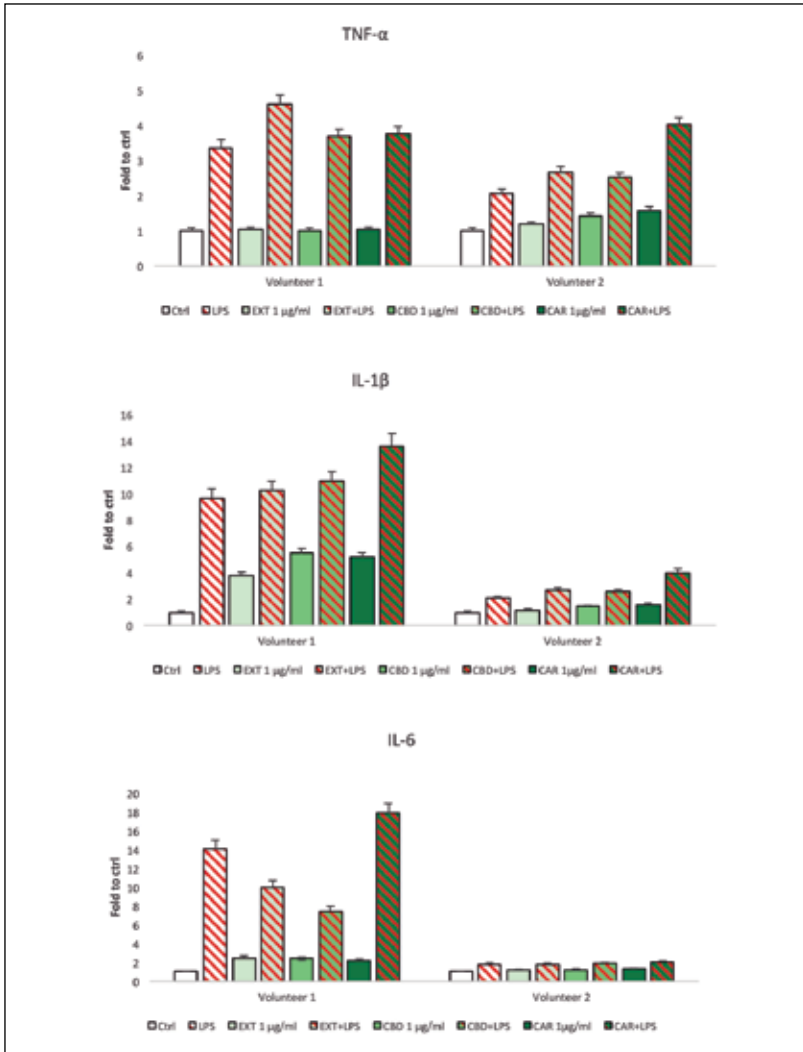 TNF-α
6
5
4
3
2
1
0
Fold to ctrl
Volunteer 1 Volunteer 2
Ctrl LPS EXT 1 µg/ml EXT+LPS CBD 1 µg/ml CBD+LPS CAR 1µg/ml CAR+LPS
IL-1β
16
14
12
10
8
6
4
2
0
Fold to ctrl
Volunteer 1 Volunteer 2
Ctrl LPS EXT 1 µg/ml EXT+LPS CBD 1 µg/ml CBD+LPS CAR 1µg/ml CAR+LPS
IL-6
20
18
16
14
12
10
8
6
4
2
0
Fold to ctrl
Volunteer 1 Volunteer 2
Ctrl LPS EXT 1 µg/ml EXT+LPS CBD 1 µg/ml CBD+LPS CAR 1µg/ml CAR+LPS